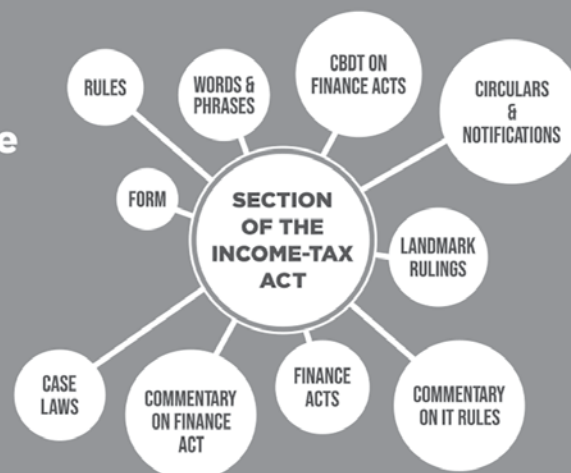 CBDT ON
FINANCE ACTS
RULES
WORDS &
PHRASES
CIRCULARS
&
NOTIFICATIONS
e
FORM
SECTION
OF THE
INCOME-TAX
ACT
LANDMARK
RULINGS
CASE
LAWS
COMMENTARY
ON FINANCE
ACT
FINANCE
ACTS
COMMENTARY
ON IT RULES